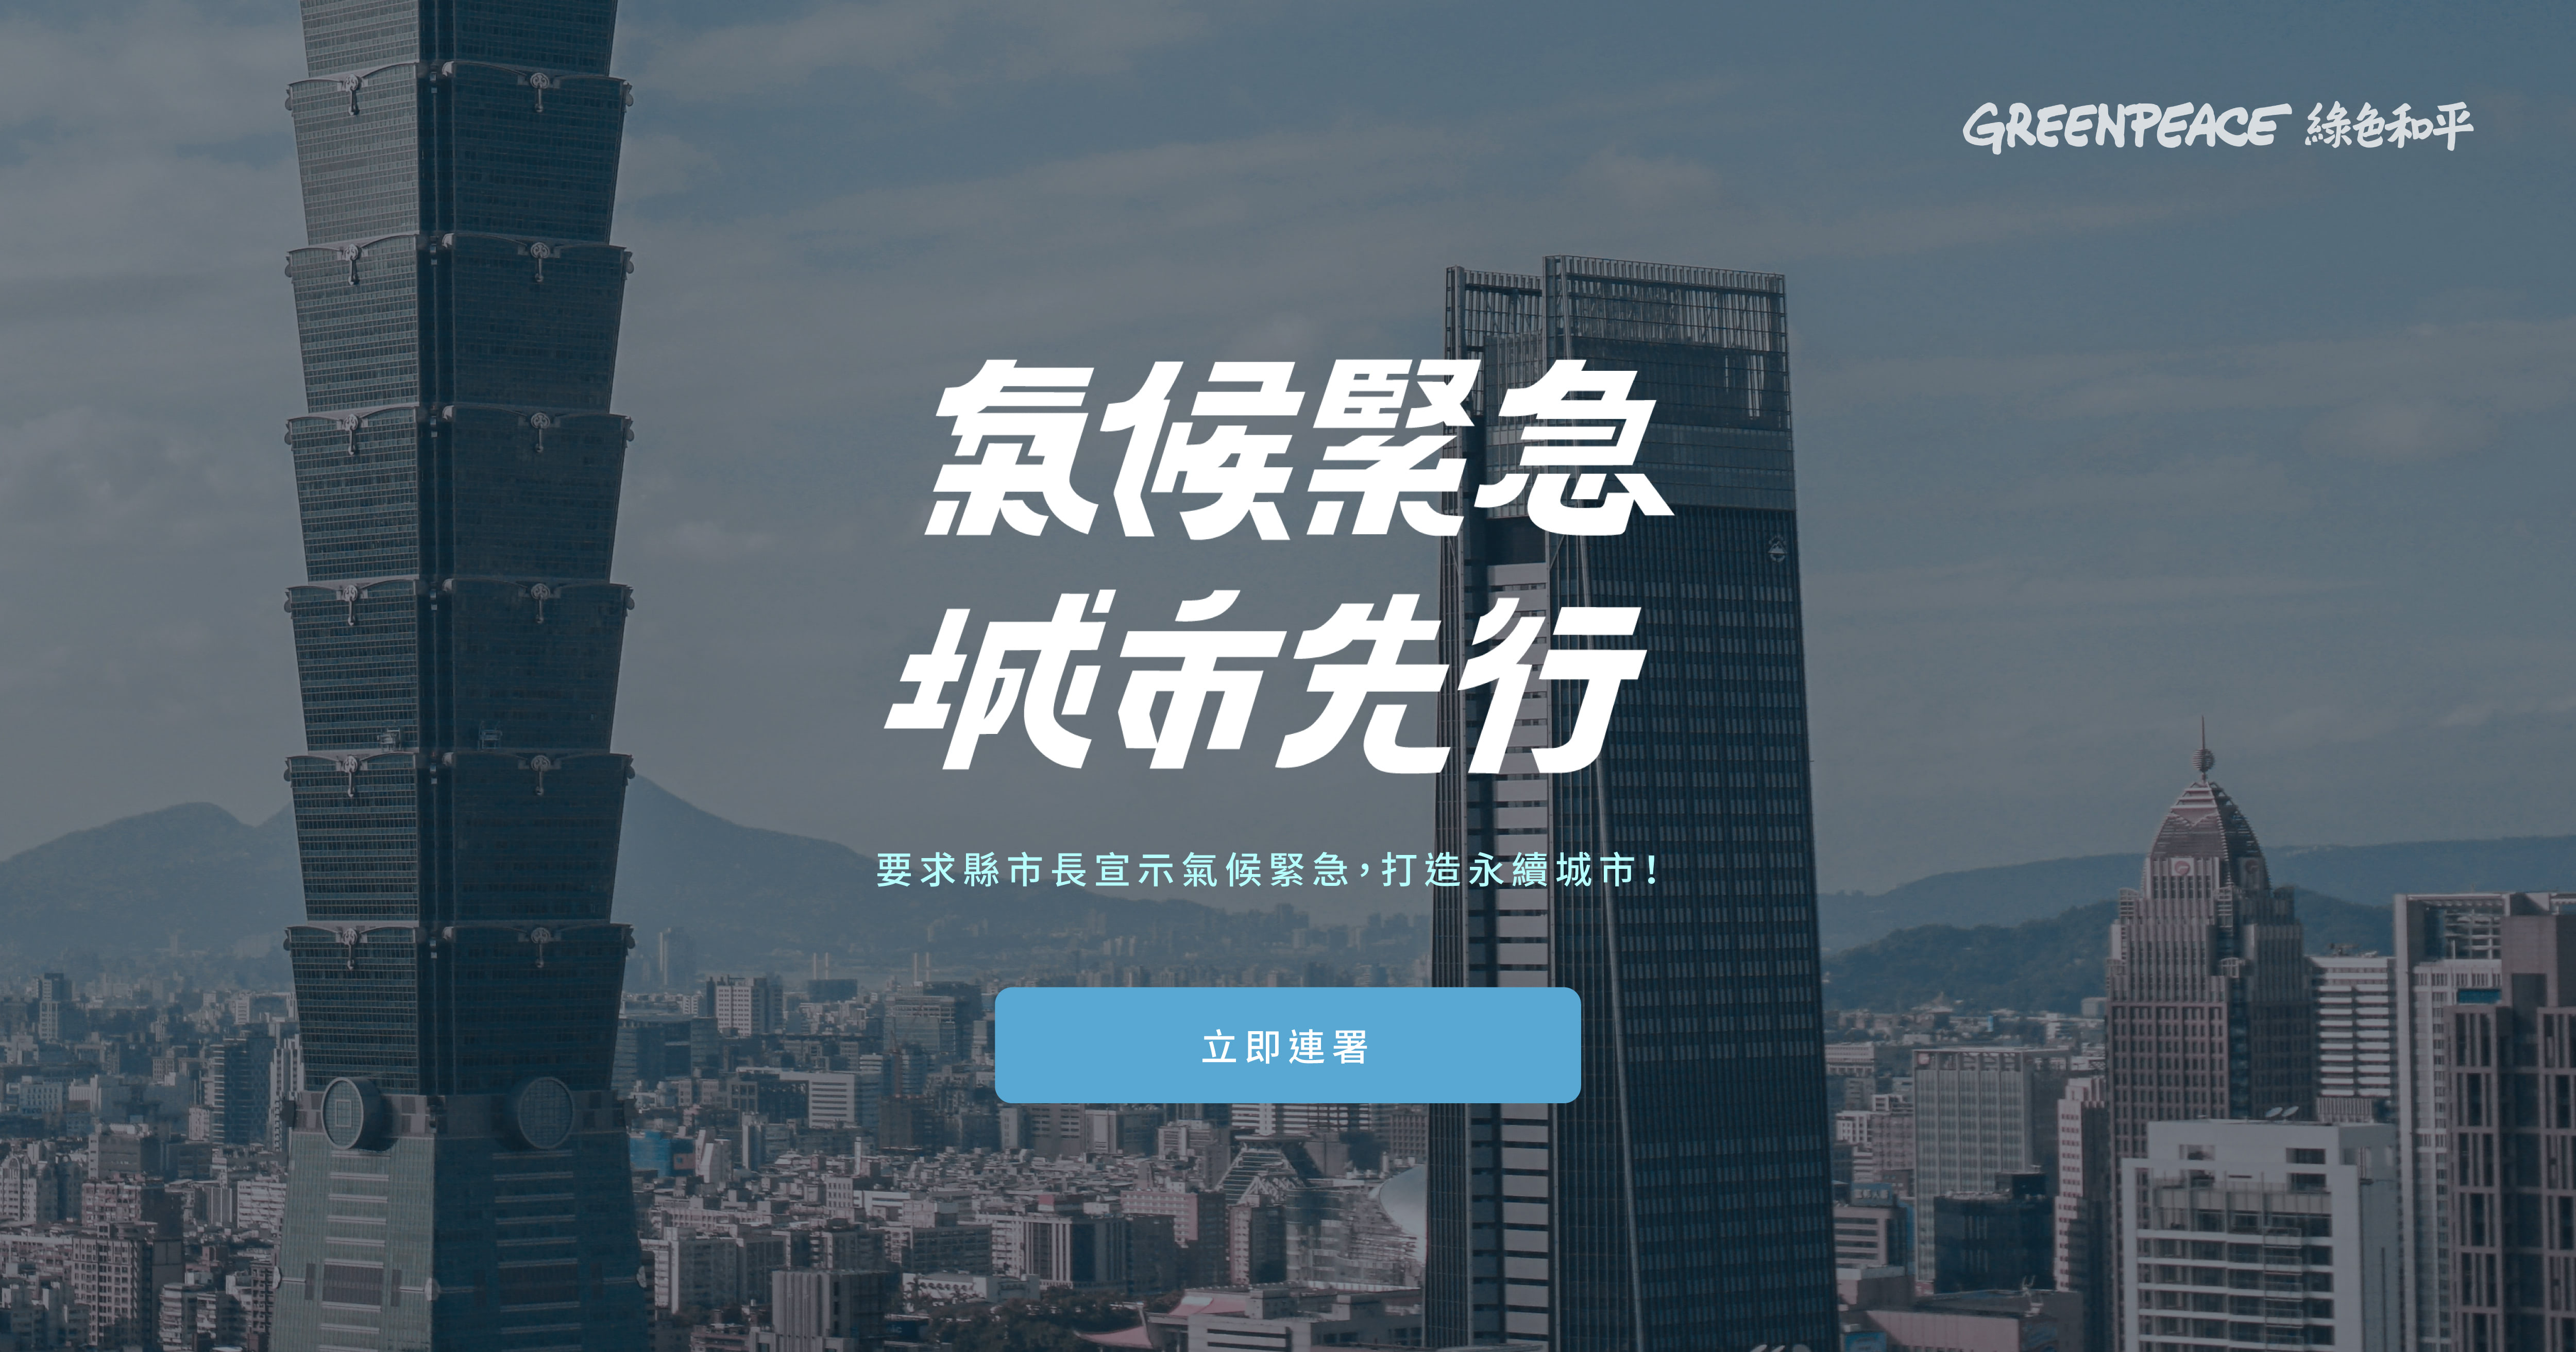 GREENPEACE 綠色和平
氣候緊急
城市先行
要求縣市長宣示氣候緊急，打造永續城市！
立即連署